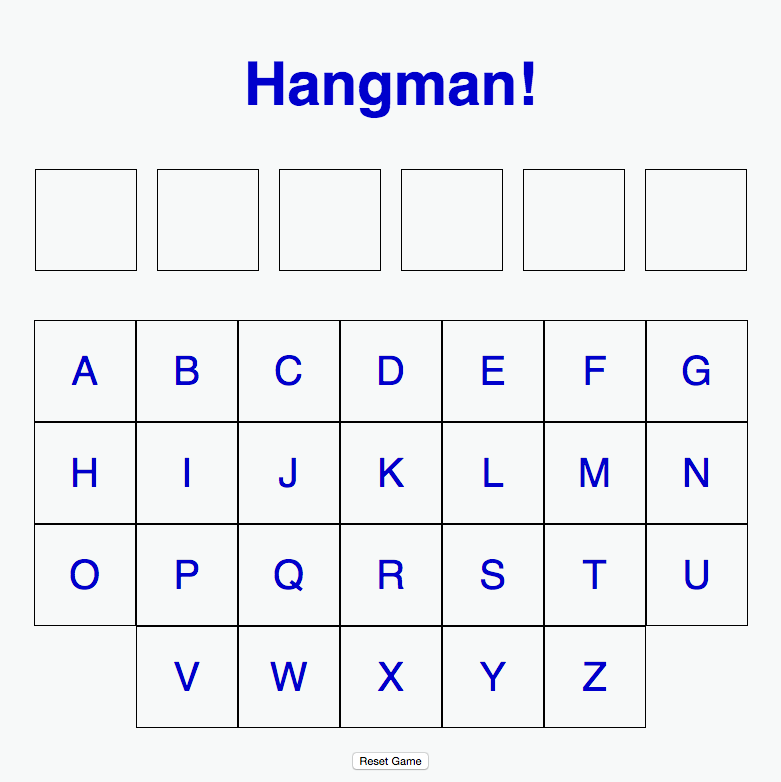 Hangman!
A B C D E F G
H I J K L M N
O P Q R S T U
V W X Y Z
Reset Game